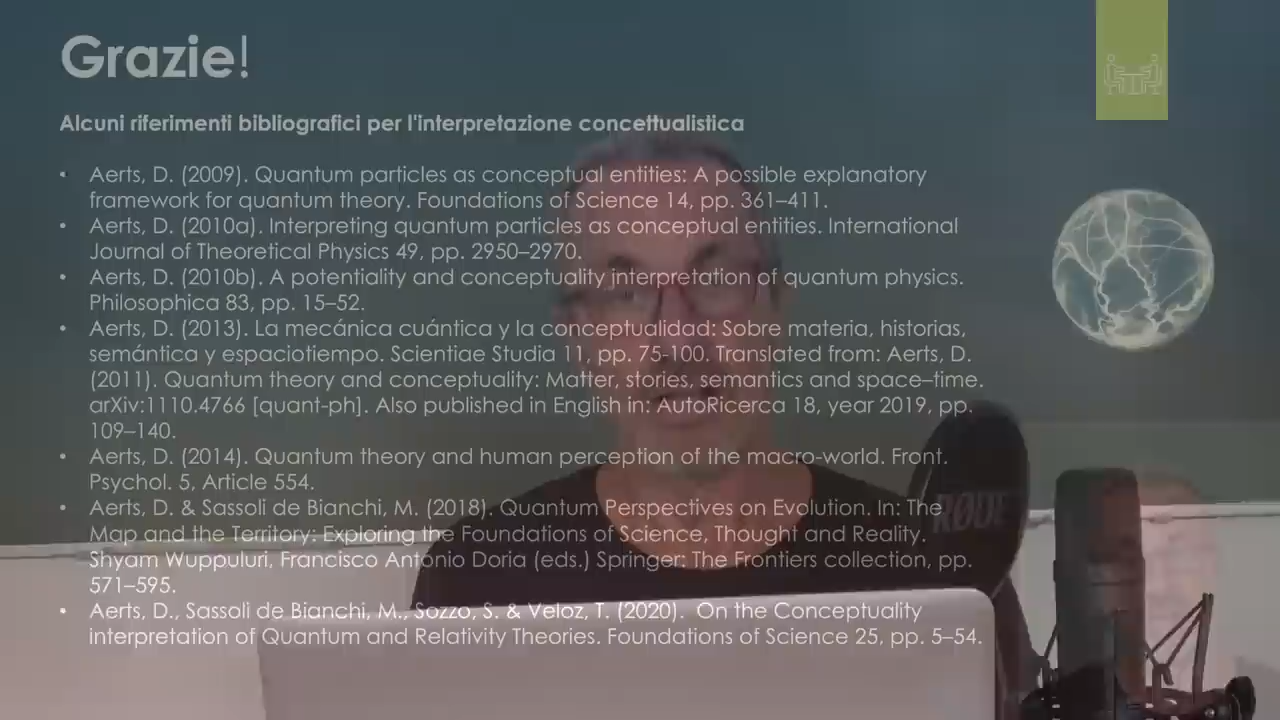 Grazie!
Alcuni riferimenti bibliografici per l'interpretazione concettualistica
• Aerts, D. (2009). Quantum particles as conceptual entities: A possible explanatory
framework for quantum theory. Foundations of Science 14, pp. 361–411.
• Aerts, D. (2010a). Interpreting quantum particles as conceptual entities. International
Journal of Theoretical Physics 49, pp. 2950–2970.
• Aerts, D. (2010b). A potentiality and conceptuality interpretation of quantum physics.
Philosophica 83, pp. 15–52.
• Aerts, D. (2013). La mecánica cuántica y la conceptualidad: Sobre materia, historias,
semántica y espaciotiempo. Scientiae Studia 11, pp. 75-100. Translated from: Aerts, D.
(2011). Quantum theory and conceptuality: Matter, stories, semantics and space–time.
arXiv:1110.4766 [quant-ph]. Also published in English in: AutoRicerca 18, year 2019, pp.
109–140.
• Aerts, D. (2014). Quantum theory and human perception of the macro-world. Front.
Psychol. 5, Article 554.
• Aerts, D. & Sassoli de Bianchi, M. (2018). Quantum Perspectives on Evolution. In: The
Map and the Territory: Exploring the Foundations of Science, Thought and Reality.
Shyam Wuppuluri, Francisco Antonio Doria (eds.) Springer: The Frontiers collection, pp.
571–595.
• Aerts, D., Sassoli de Bianchi, M., Sozzo, S. & Veloz, T. (2020). On the Conceptuality
interpretation of Quantum and Relativity Theories. Foundations of Science 25, pp. 5–54.
RØDE